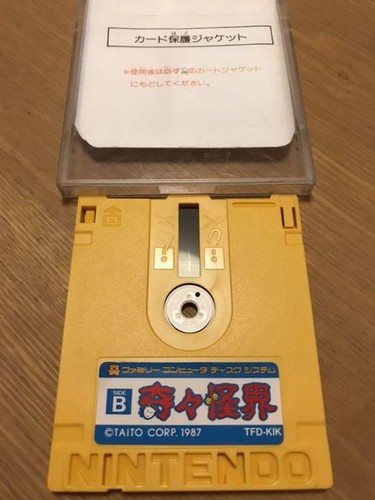 カード保護ジャケット
※使用後は必ずこのカードジャケット
にもどしてください。
ファミリー コンピュータ ディスク システム
SIDE
B
奇々怪界
©TAITO CORP. 1987
TFD-KIK
NINTENDO